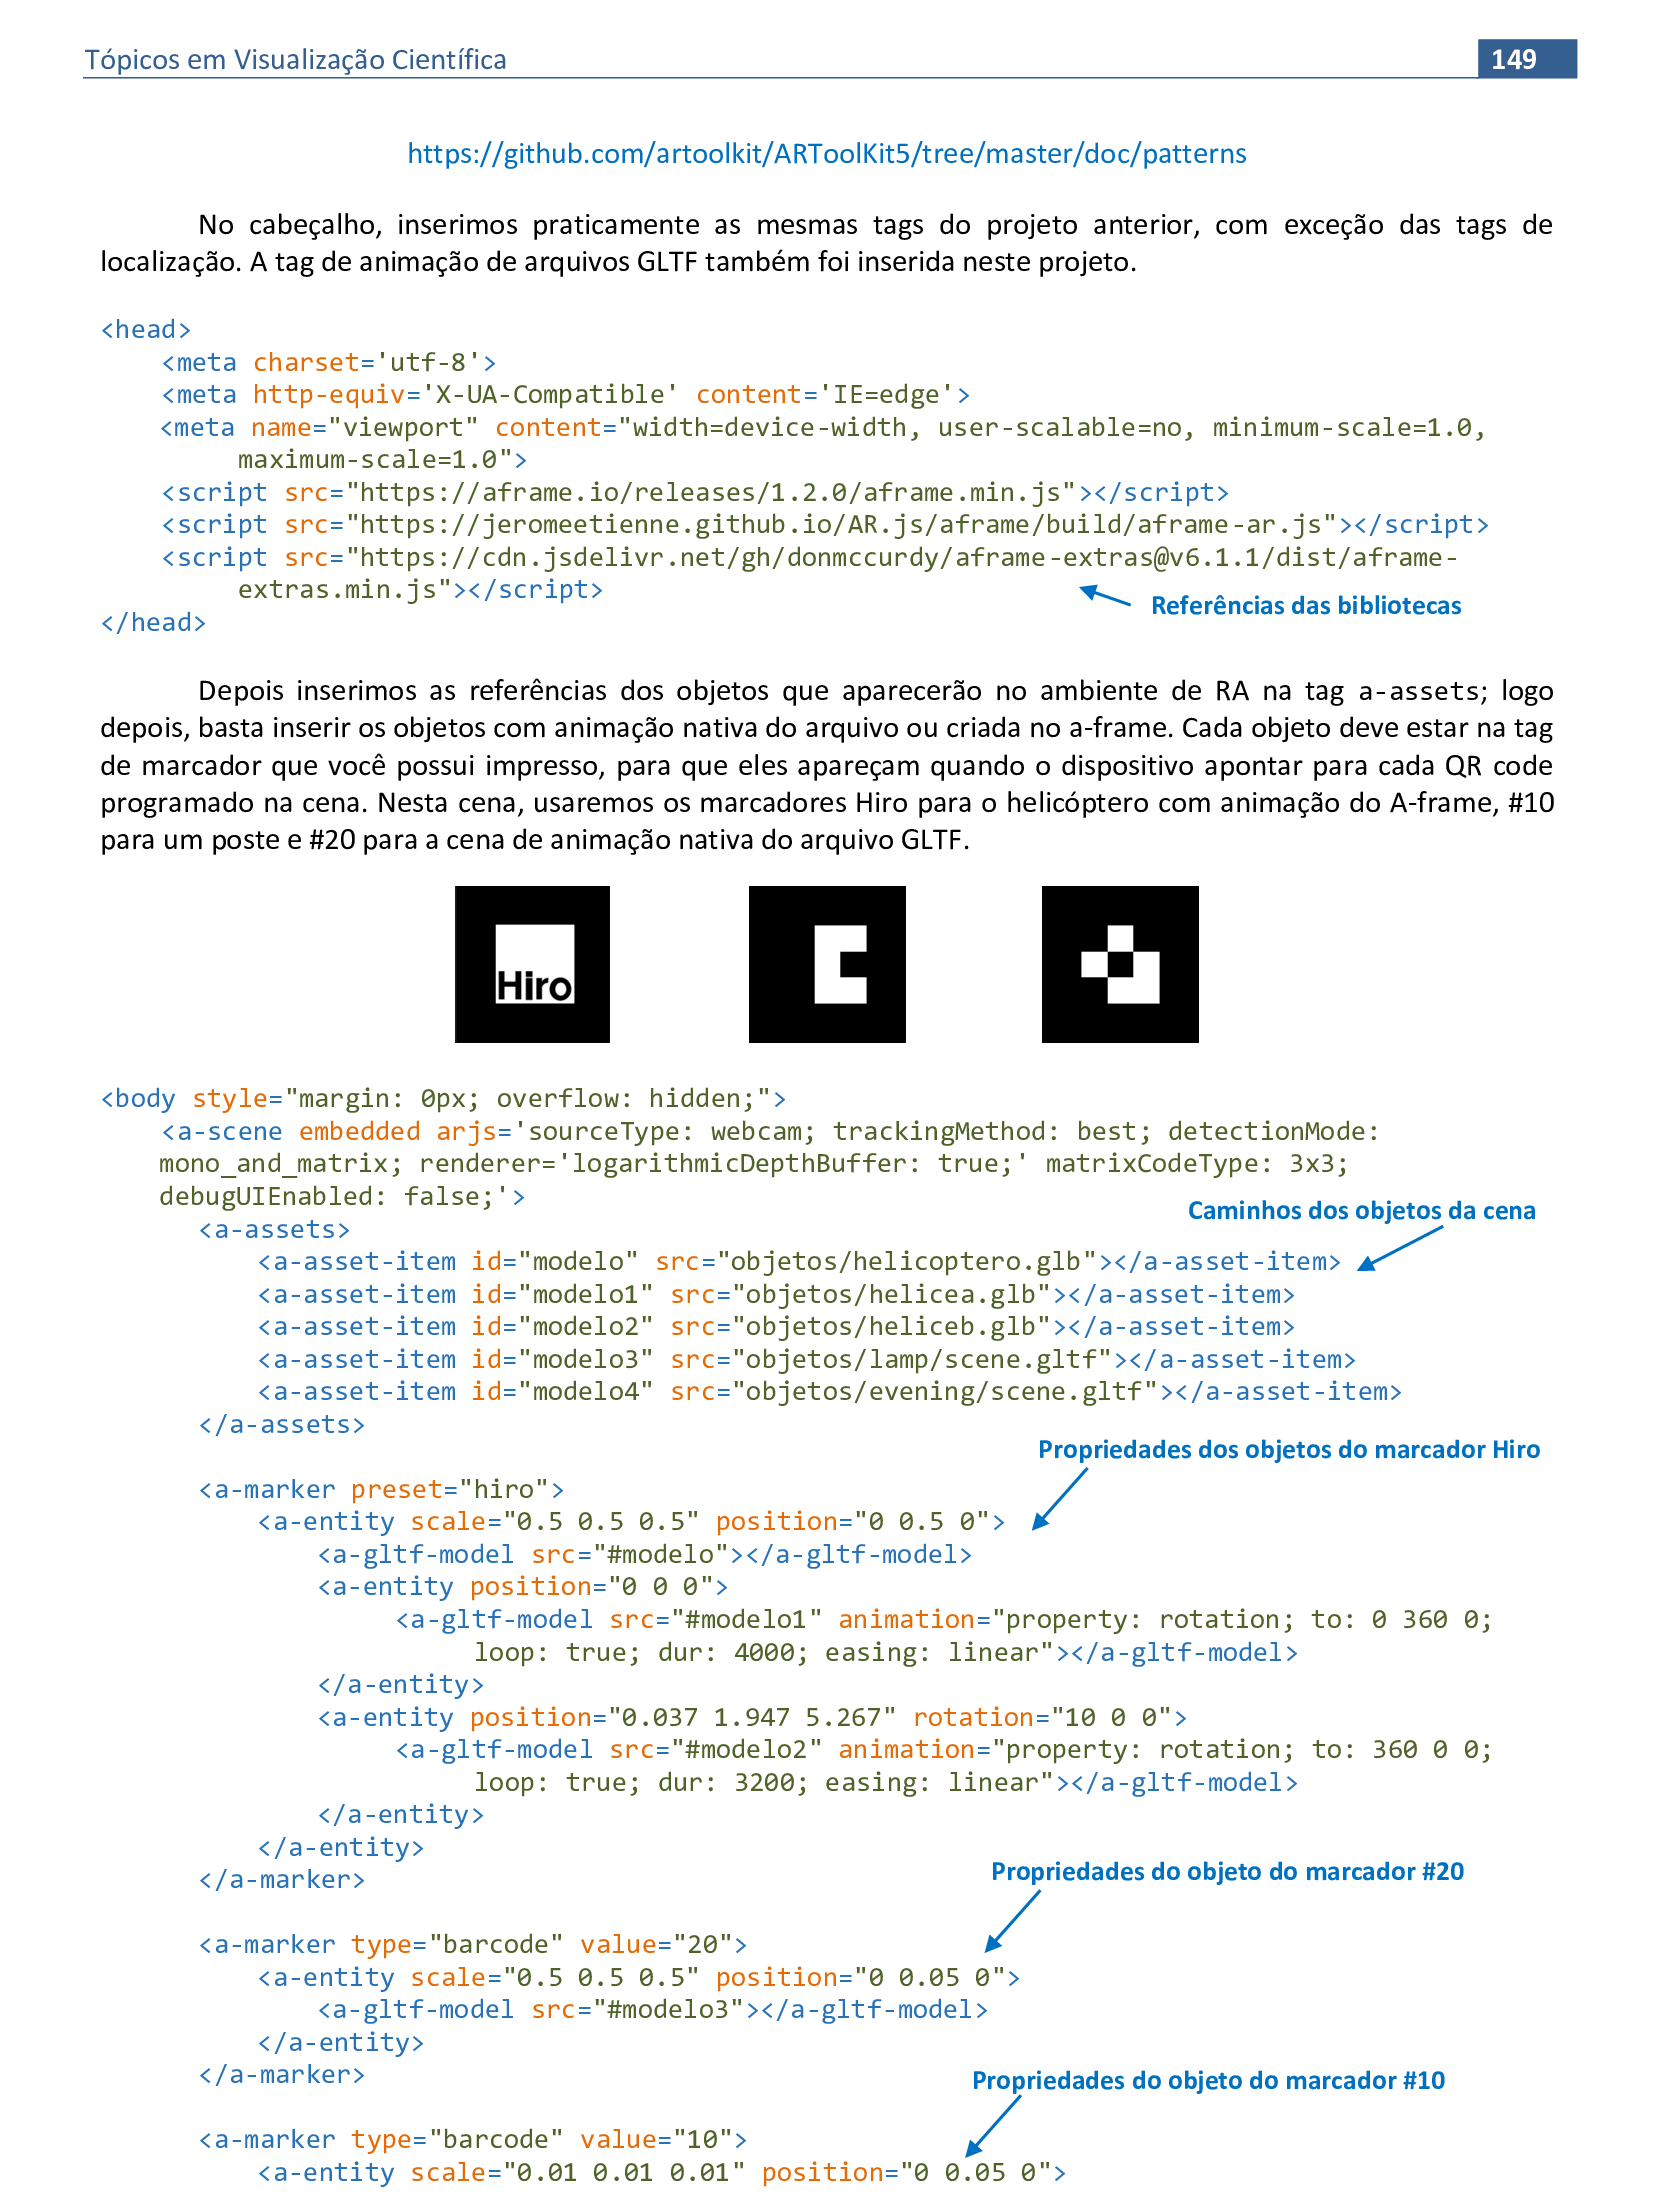 Tópicos em Visualização Científica 149
https://github.com/artoolkit/ARToolKit5/tree/master/doc/patterns
No cabeçalho, inserimos praticamente as mesmas tags do projeto anterior, com exceção das tags de
localização. A tag de animação de arquivos GLTF também foi inserida neste projeto.
<head>
<meta charset='utf-8'>
<meta http-equiv='X-UA-Compatible' content='IE=edge'>
<meta name="viewport" content="width=device-width, user-scalable=no, minimum-scale=1.0,
maximum-scale=1.0">
<script src="https://aframe.io/releases/1.2.0/aframe.min.js"></script>
<script src="https://jeromeetienne.github.io/AR.js/aframe/build/aframe-ar.js"></script>
<script src="https://cdn.jsdelivr.net/gh/donmccurdy/aframe-extras@v6.1.1/dist/aframe-
extras.min.js"></script>
Referências das bibliotecas
</head>
Depois inserimos as referências dos objetos que aparecerão no ambiente de RA na tag a-assets; logo
depois, basta inserir os objetos com animação nativa do arquivo ou criada no a-frame. Cada objeto deve estar na tag
de marcador que você possui impresso, para que eles apareçam quando o dispositivo apontar para cada QR code
programado na cena. Nesta cena, usaremos os marcadores Hiro para o helicóptero com animação do A-frame, #10
para um poste e #20 para a cena de animação nativa do arquivo GLTF.
Hiro
<body style="margin: 0px; overflow: hidden;">
<a-scene embedded arjs='sourceType: webcam; trackingMethod: best; detectionMode:
mono_and_matrix; renderer='logarithmicDepthBuffer: true;' matrixCodeType: 3x3;
debugUIEnabled: false;'>
Caminhos dos objetos da cena
<a-assets>
<a-asset-item id="modelo" src="objetos/helicoptero.glb"></a-asset-item>
<a-asset-item id="modelo1" src="objetos/helicea.glb"></a-asset-item>
<a-asset-item id="modelo2" src="objetos/heliceb.glb"></a-asset-item>
<a-asset-item id="modelo3" src="objetos/lamp/scene.gltf"></a-asset-item>
<a-asset-item id="modelo4" src="objetos/evening/scene.gltf"></a-asset-item>
</a-assets>
Propriedades dos objetos do marcador Hiro
<a-marker preset="hiro">
<a-entity scale="0.5 0.5 0.5" position="0 0.5 0">
<a-gltf-model src="#modelo"></a-gltf-model>
<a-entity position="0 0 0">
<a-gltf-model src="#modelo1" animation="property: rotation; to: 0 360 0;
loop: true; dur: 4000; easing: linear"></a-gltf-model>
</a-entity>
<a-entity position="0.037 1.947 5.267" rotation="10 0 0">
<a-gltf-model src="#modelo2" animation="property: rotation; to: 360 0 0;
loop: true; dur: 3200; easing: linear"></a-gltf-model>
</a-entity>
</a-entity>
</a-marker>
Propriedades do objeto do marcador #20
<a-marker type="barcode" value="20">
<a-entity scale="0.5 0.5 0.5" position="0 0.05 0">
<a-gltf-model src="#modelo3"></a-gltf-model>
</a-entity>
</a-marker>
Propriedades do objeto do marcador #10
<a-marker type="barcode" value="10">
<a-entity scale="0.01 0.01 0.01" position="0 0.05 0">